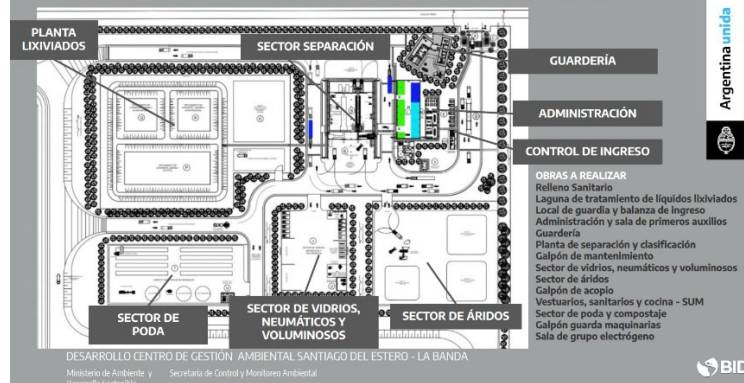 PLANTA
LIXIVIADOS
SECTOR SEPARACIÓN
GUARDERÍA
ADMINISTRACIÓN
CONTROL DE INGRESO
Argentina unida
OBRAS A REALIZAR
Relleno Sanitario
Laguna de tratamiento de líquidos lixiviados
Local de guardia y balanza de ingreso
Administración y sala de primeros auxilios
Guardería
Planta de separación y clasificación
Galpón de mantenimiento
Sector de vidrios, neumáticos y voluminosos
Sector de áridos
Galpón de acopio
Vestuarios, sanitarios y cocina - SUM
Sector de poda y compostaje
Galpón guarda maquinarias
Sala de grupo electrógeno
SECTOR DE
PODA
SECTOR DE VIDRIOS,
NEUMÁTICOS Y
VOLUMINOSOS
SECTOR DE ÁRIDOS
DESARROLLO CENTRO DE GESTIÓN AMBIENTAL SANTIAGO DEL ESTERO - LA BANDA
Ministerio de Ambiente y
Desarrollo Sostenible
Secretaría de Control y Monitoreo Ambiental
BID